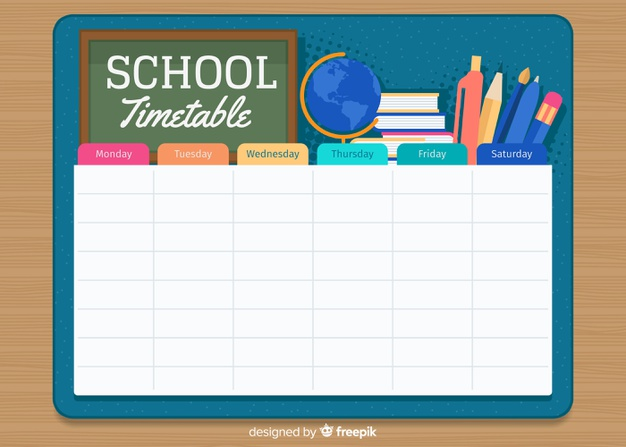 SCHOOL
Timetable
Monday Tuesday Wednesday Thursday Friday Saturday
designed by freepik